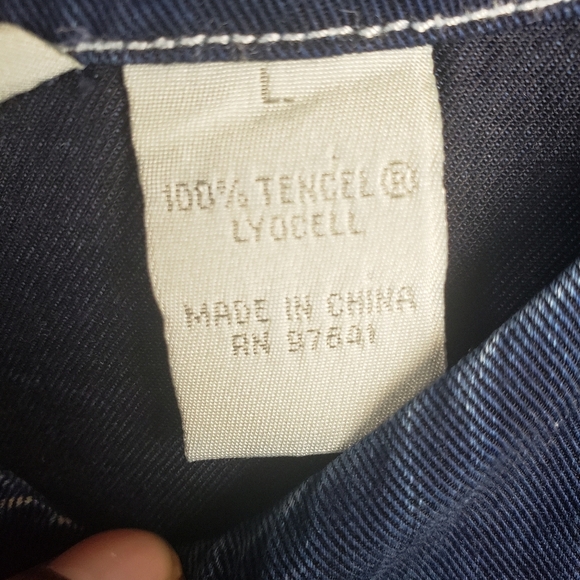 L
100% TENCEL®
LYOCELL
MADE IN CHINA
RN 97641